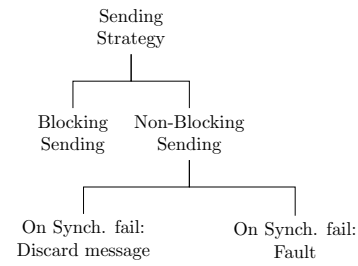 Sending
Strategy
Blocking
Sending
Non-Blocking
Sending
On Synch. fail:
Discard message
On Synch. fail:
Fault